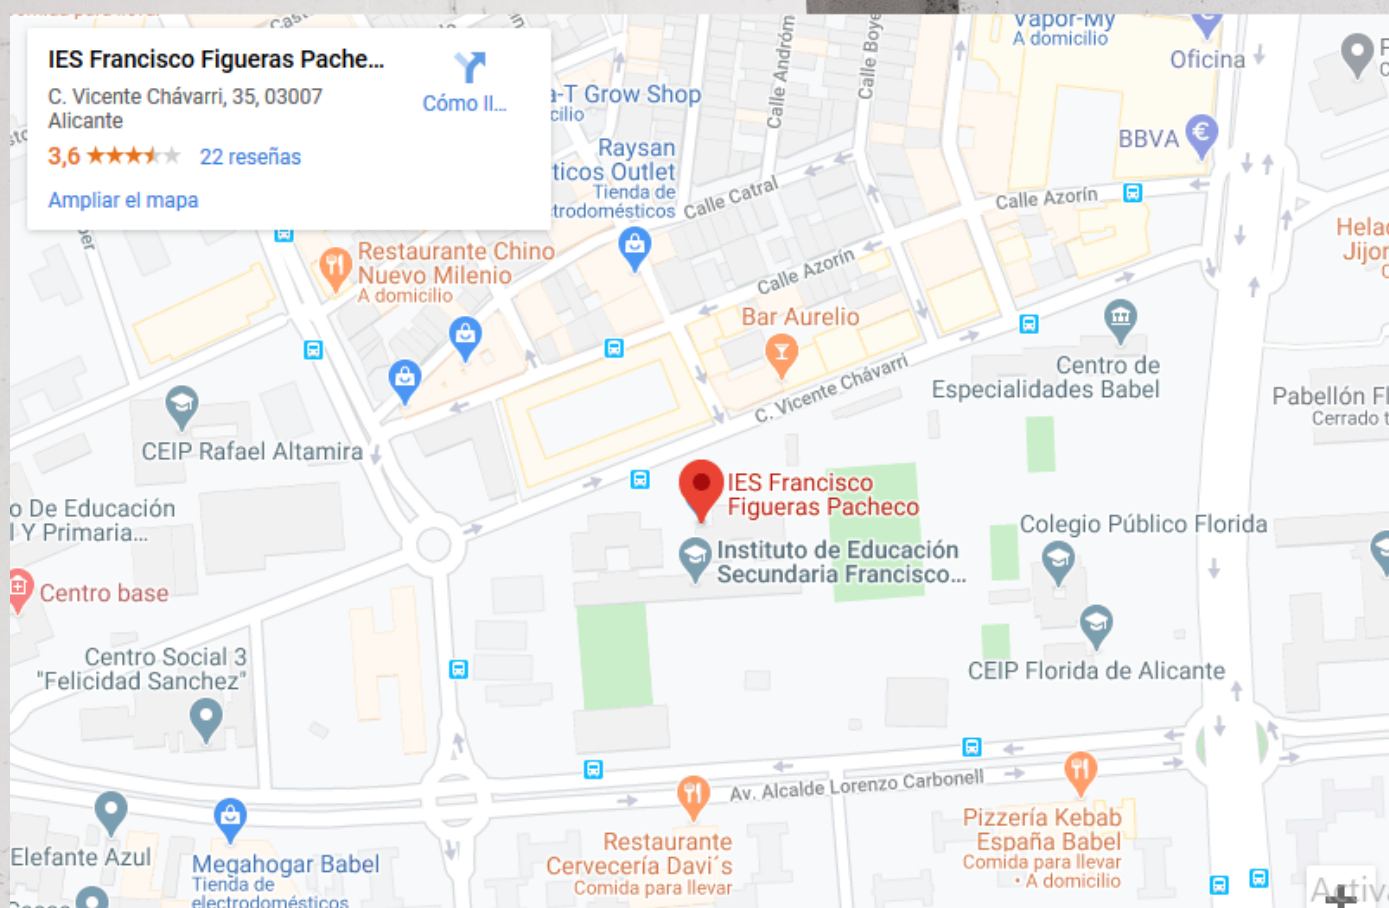 IES Francisco Figueras Pache...
C. Vicente Chávarri, 35, 03007
Alicante
3,6
22 reseñas
Ampliar el mapa
Cómo ll...
Vapor-My
A domicilio
Oficina
BBVA
a-T Grow Shop
cilio
Raysan
ticos Outlet
Tienda de
trodomésticos
Calle Andróm
Calle Boye
Calle Catral
Calle Azorín
Calle Azorín
Restaurante Chino
Nuevo Milenio
A domicilio
Bar Aurelio
C. Vicente Chávarri
Centro de
Especialidades Babel
Helac
Jijor
Pabellón Fl
Cerrado t
CEIP Rafael Altamira
o De Educación
l Y Primaria...
IES Francisco
Figueras Pacheco
Instituto de Educación
Secundaria Francisco...
Colegio Público Florida
CEIP Florida de Alicante
Centro base
Centro Social 3
"Felicidad Sanchez"
Av. Alcalde Lorenzo Carbonell
Elefante Azul
Megahogar Babel
Tienda de
electrodomésticos
Restaurante
Cervecería Davi´s
Comida para llevar
Pizzería Kebab
España Babel
Comida para llevar
• A domicilio
Activ